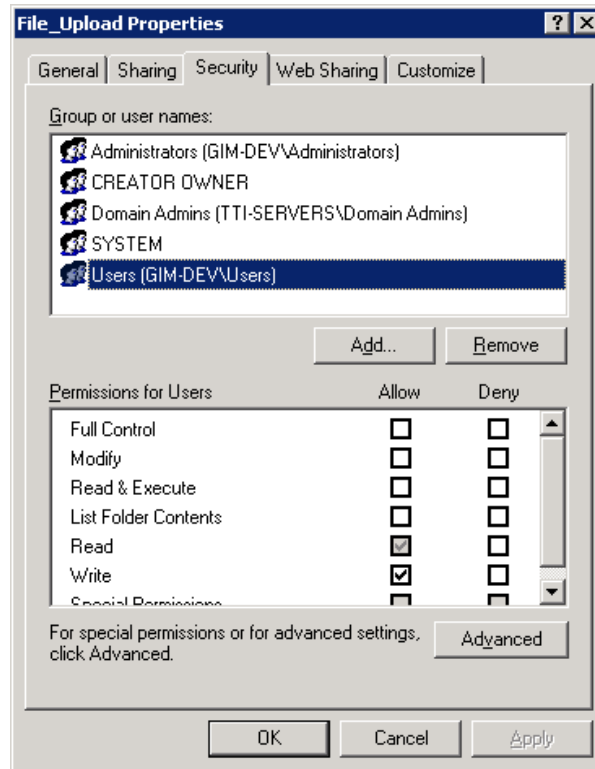 File_Upload Properties
General Sharing Security Web Sharing Customize
Group or user names:
Administrators (GIM-DEV\Administrators)
CREATOR OWNER
Domain Admins (TTI-SERVERS\Domain Admins)
SYSTEM
Users (GIM-DEV\Users)
Add... Remove
Permissions for Users Allow Deny
Full Control
Modify
Read & Execute
List Folder Contents
Read
Write
Special Permissions
For special permissions or for advanced settings, click Advanced.
Advanced
OK Cancel Apply